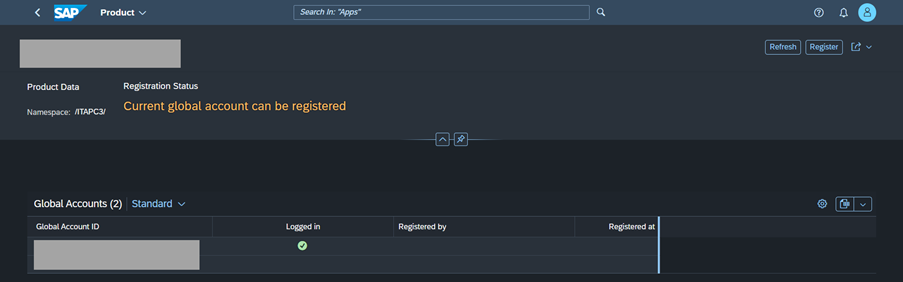 SAP Product Search In: "Apps"
Refresh Register
Product Data Registration Status
Namespace: /ITAPC3/ Current global account can be registered
Global Accounts (2) Standard
Global Account ID Logged in Registered by Registered at